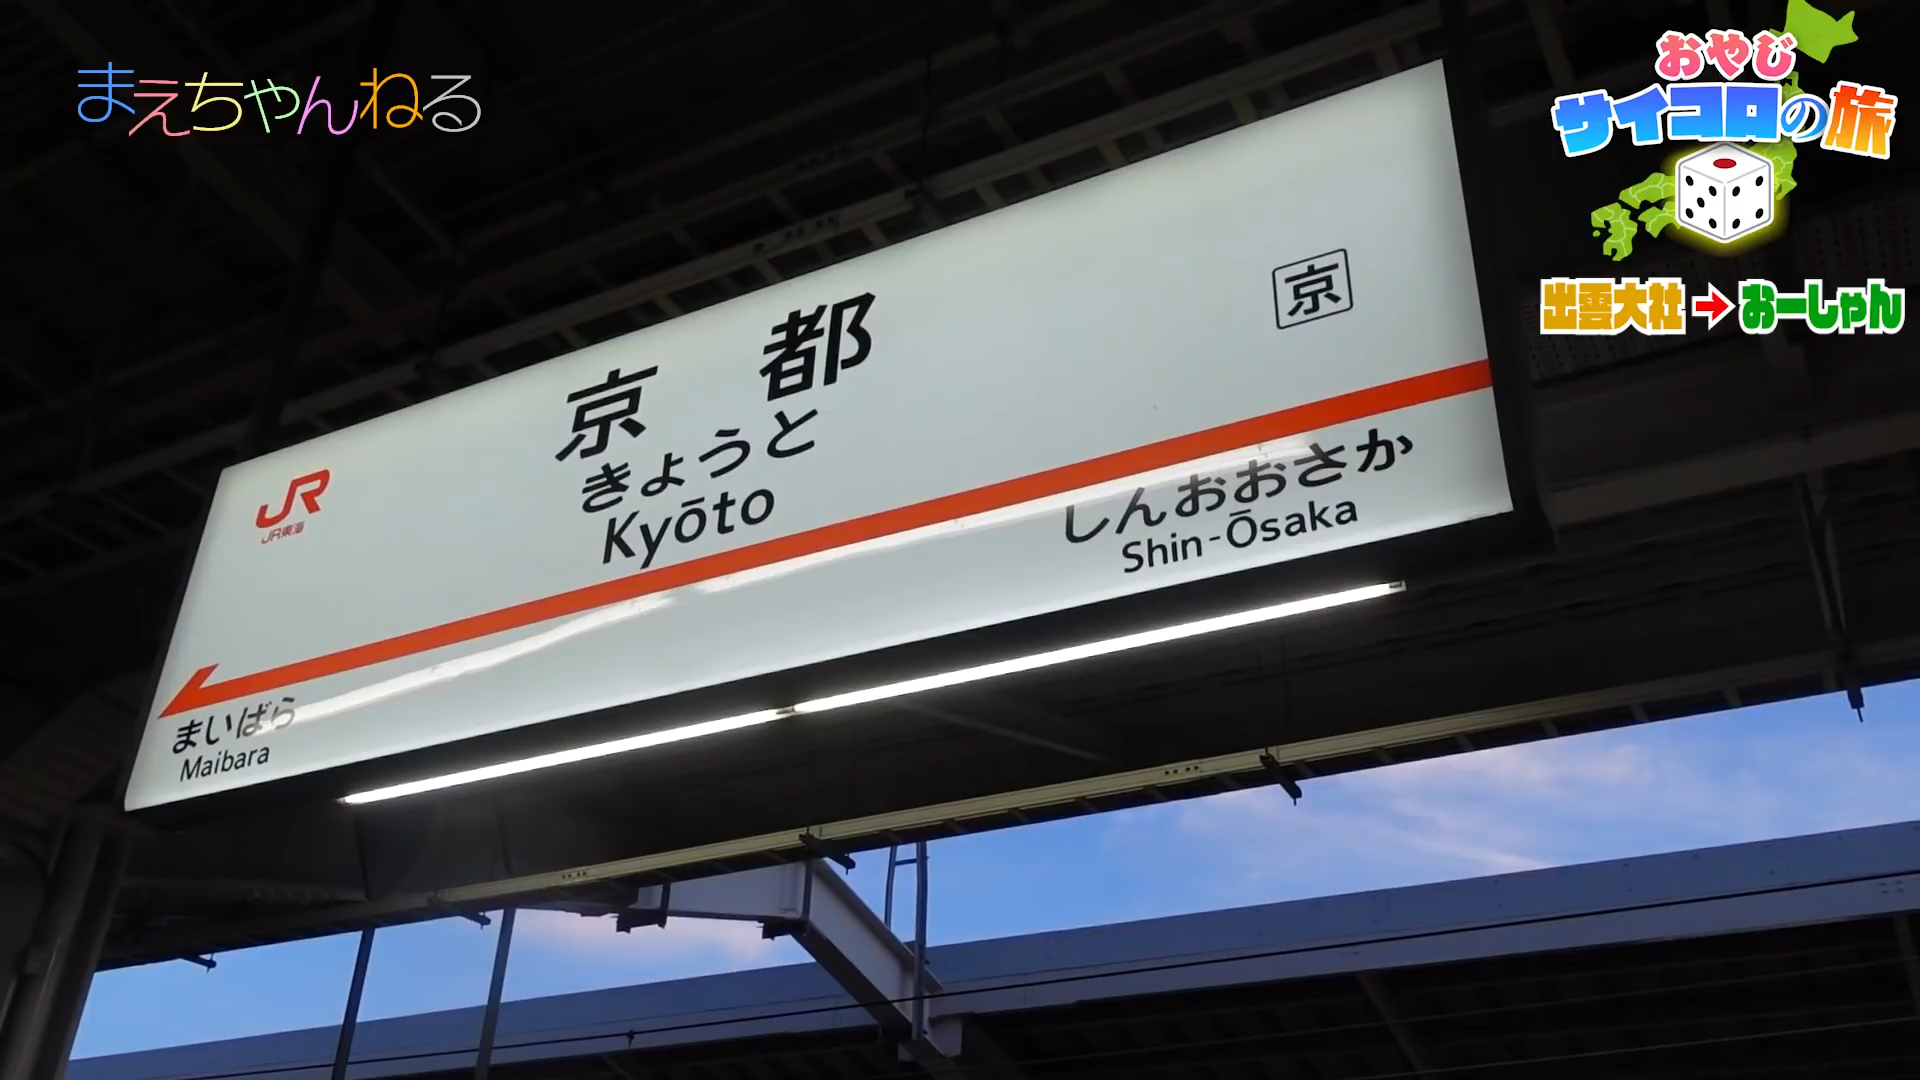 まえちゃんねる
おやじ
サイコロの旅
出雲大社→おーしゃん
京
京都
きょうと
Kyōto
JR
JR東海
しんおおさか
Shin-Ōsaka
まいばら
Maibara